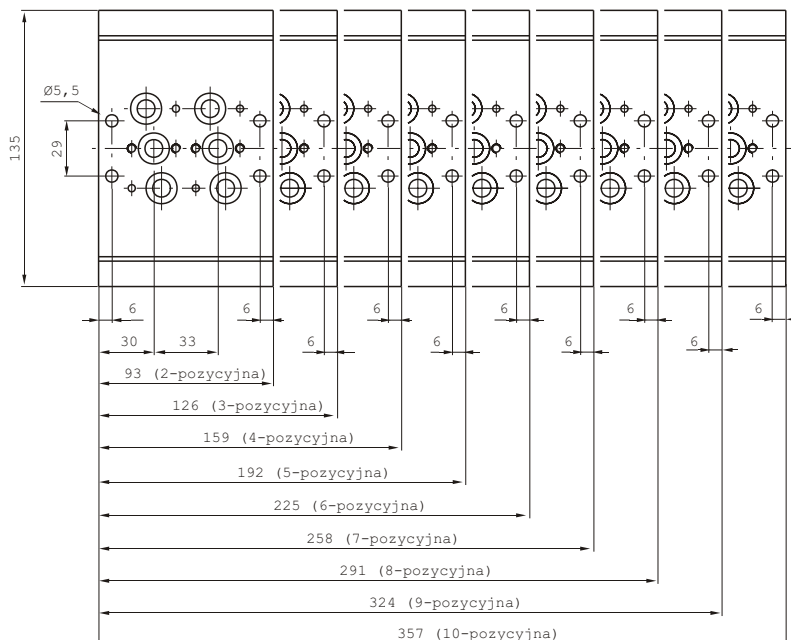 Ø5,5
135
29
6 6 6 6 6 6
30 33 6 6 6 6
93 (2-pozycyjna)
126 (3-pozycyjna)
159 (4-pozycyjna)
192 (5-pozycyjna)
225 (6-pozycyjna)
258 (7-pozycyjna)
291 (8-pozycyjna)
324 (9-pozycyjna)
357 (10-pozycyjna)